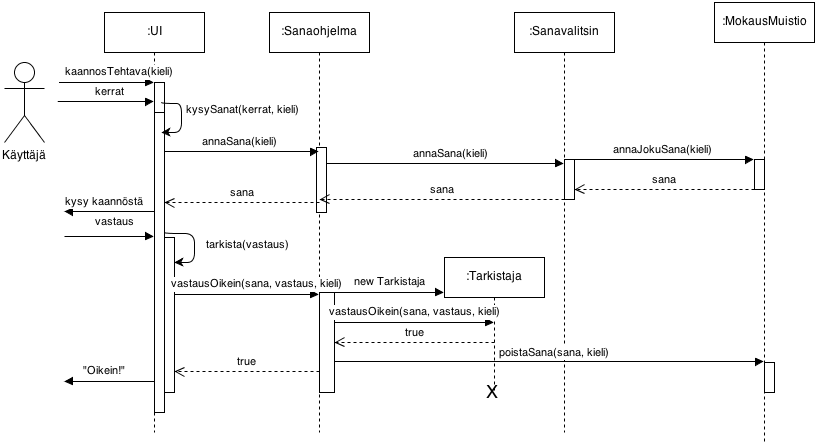 :UI
:Sanaohjelma
:Sanavalitsin
:MokausMuistio
kaannosTehtava(kieli)
kerrat
kysySanat(kerrat, kieli)
Käyttäjä
annaSana(kieli)
annaSana(kieli)
annaJokuSana(kieli)
sana
sana
sana
kysy kaannöstä
vastaus
tarkista(vastaus)
:Tarkistaja
vastausOikein(sana, vastaus, kieli)
new Tarkistaja
vastausOikein(sana, vastaus, kieli)
true
poistaSana(sana, kieli)
true
"Oikein!"
X